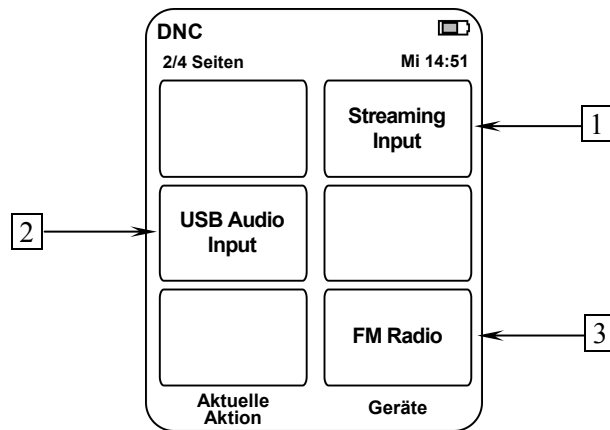 DNC
2/4 Seiten Mi 14:51
Streaming
Input
1
2
USB Audio
Input
FM Radio
3
Aktuelle
Aktion
Geräte